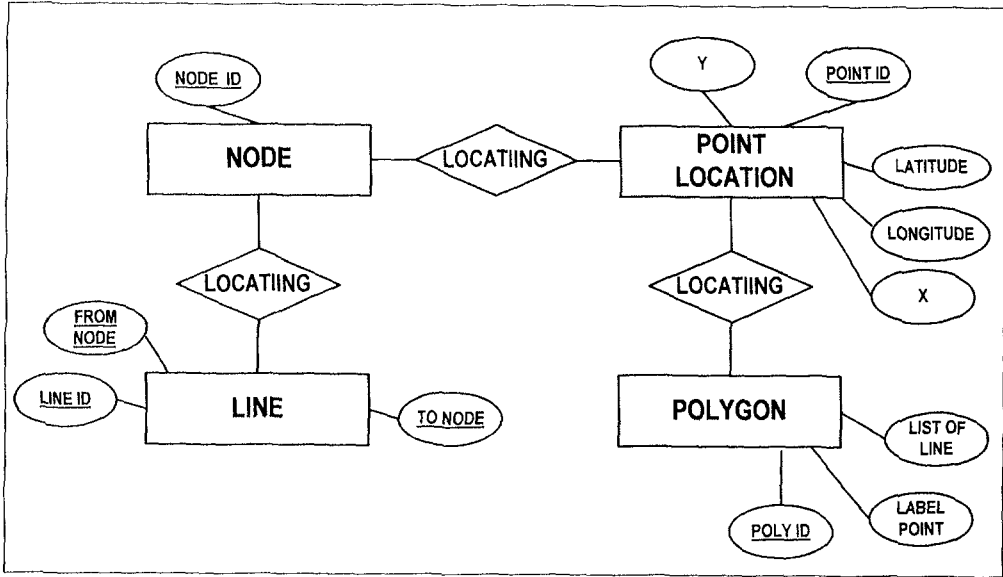 NODE ID
Y
POINT ID
NODE
LOCATIING
POINT
LOCATION
LATITUDE
LONGITUDE
X
LOCATIING
LOCATIING
FROM
NODE
LINE ID
LINE
TO NODE
POLYGON
LIST OF
LINE
LABEL
POINT
POLY ID